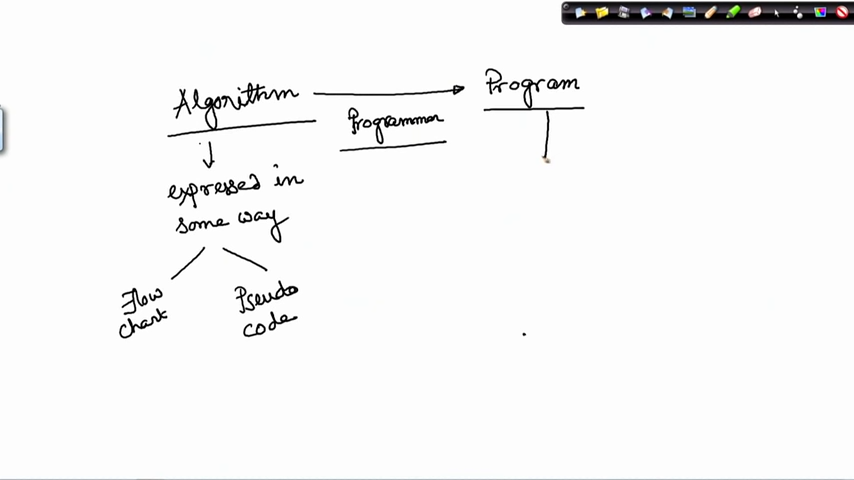 Algorithm
Program
Programmer
expressed in
some way
Flow
chart
Pseudo
code